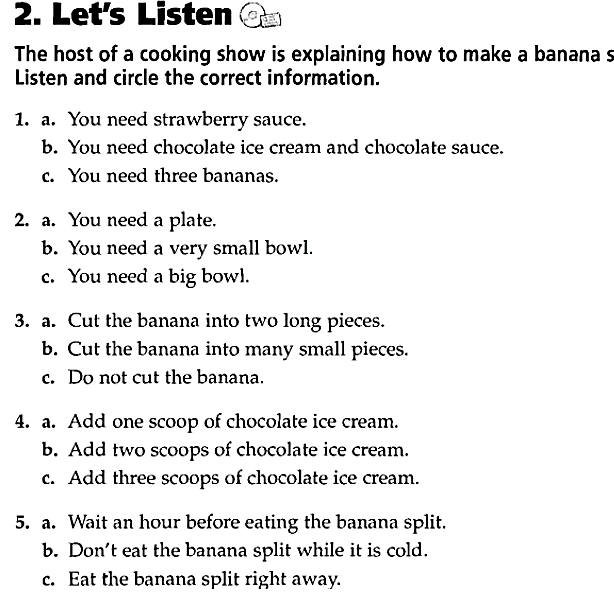 2. Let's Listen
The host of a cooking show is explaining how to make a banana s
Listen and circle the correct information.
1. a. You need strawberry sauce.
b. You need chocolate ice cream and chocolate sauce.
c. You need three bananas.
2. a. You need a plate.
b. You need a very small bowl.
c. You need a big bowl.
3. a. Cut the banana into two long pieces.
b. Cut the banana into many small pieces.
c. Do not cut the banana.
4. a. Add one scoop of chocolate ice cream.
b. Add two scoops of chocolate ice cream.
c. Add three scoops of chocolate ice cream.
5. a. Wait an hour before eating the banana split.
b. Don't eat the banana split while it is cold.
c. Eat the banana split right away.